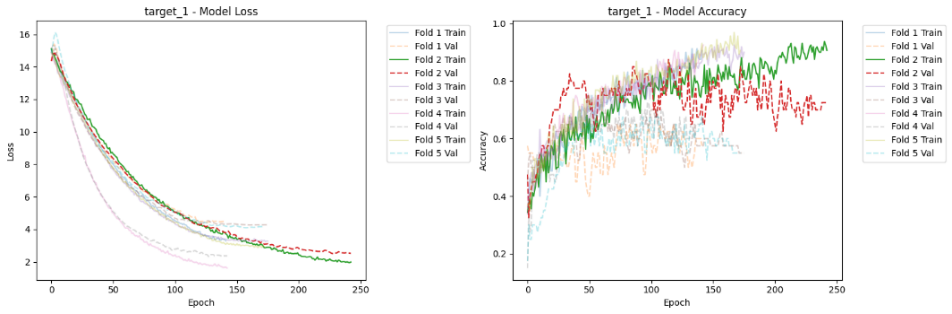 target_1 - Model Loss
16
14
12
10
8
6
4
2
Loss
0
50
100
150
200
250
Epoch
Fold 1 Train
Fold 1 Val
Fold 2 Train
Fold 2 Val
Fold 3 Train
Fold 3 Val
Fold 4 Train
Fold 4 Val
Fold 5 Train
Fold 5 Val
target_1 - Model Accuracy
1.0
0.8
0.6
0.4
0.2
Accuracy
0
50
100
150
200
250
Epoch
Fold 1 Train
Fold 1 Val
Fold 2 Train
Fold 2 Val
Fold 3 Train
Fold 3 Val
Fold 4 Train
Fold 4 Val
Fold 5 Train
Fold 5 Val